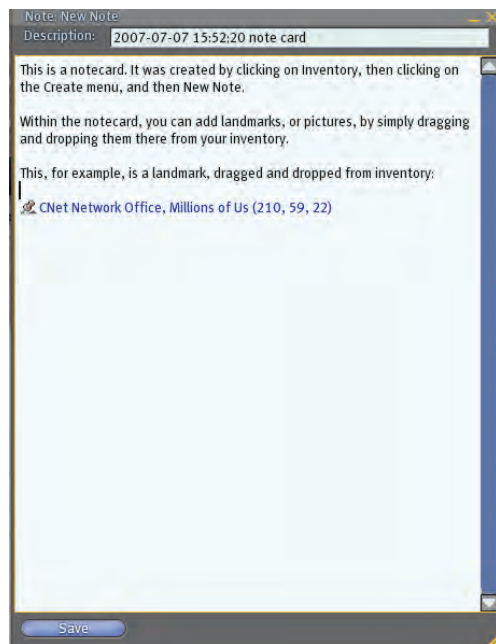 Note: New Note
Description: 2007-07-07 15:52:20 note card
This is a notecard. It was created by clicking on Inventory, then clicking on
the Create menu, and then New Note.
Within the notecard, you can add landmarks, or pictures, by simply dragging
and dropping them there from your inventory.
This, for example, is a landmark, dragged and dropped from inventory:
CNet Network Office, Millions of Us (210, 59, 22)
Save